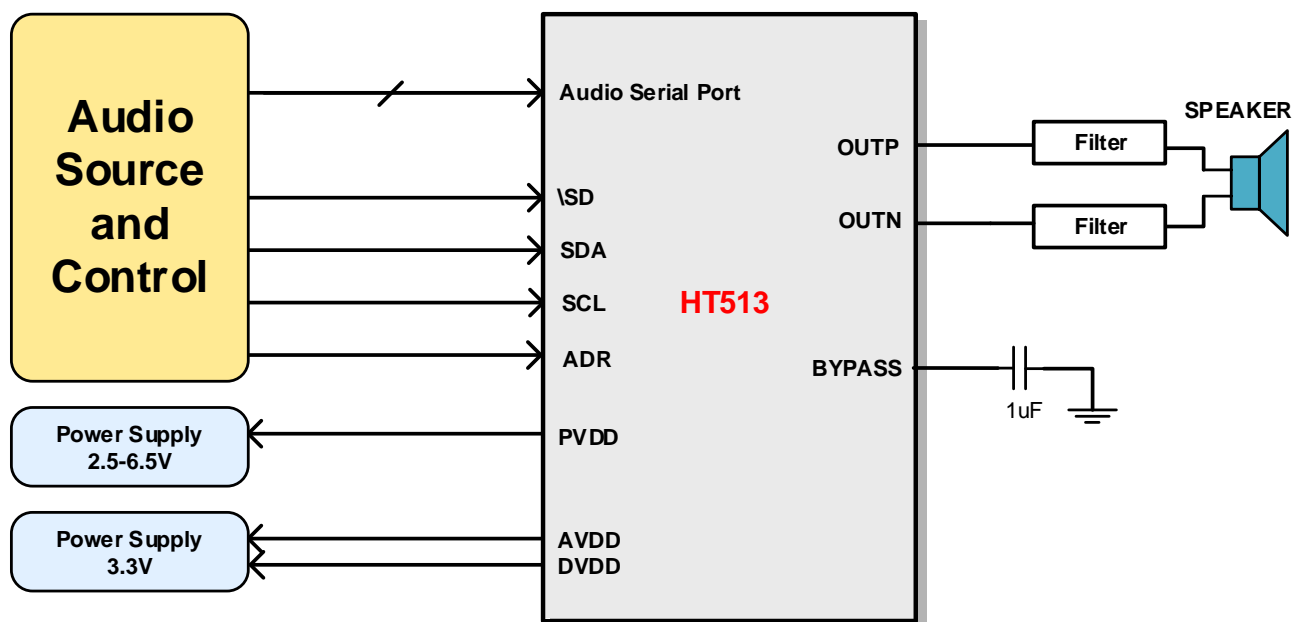 Audio
Source
and
Control
Power Supply
2.5-6.5V
Power Supply
3.3V
Audio Serial Port
\SD
SDA
SCL
ADR
PVDD
AVDD
DVDD
HT513
OUTP
OUTN
BYPASS
Filter
Filter
SPEAKER
1uF